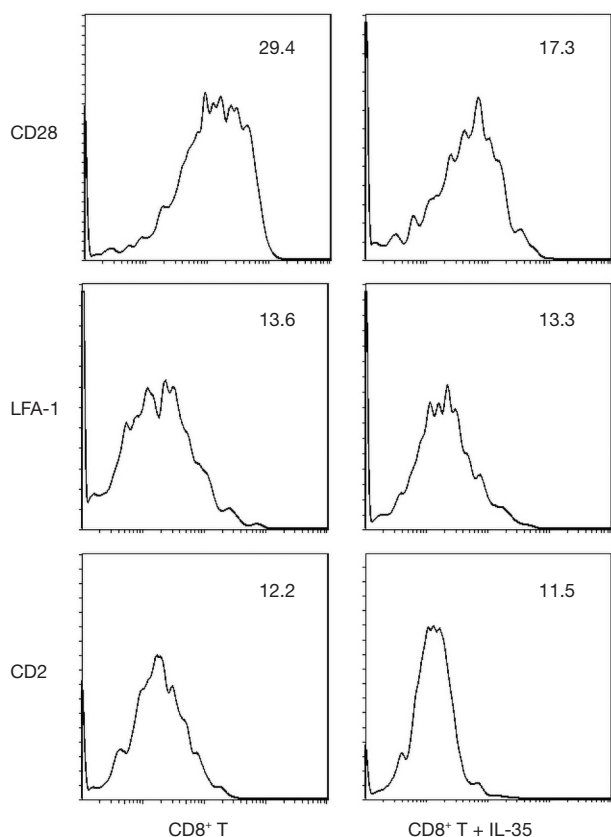 29.4
17.3
CD28
13.6
13.3
LFA-1
12.2
11.5
CD2
CD8⁺ T
CD8⁺ T + IL-35